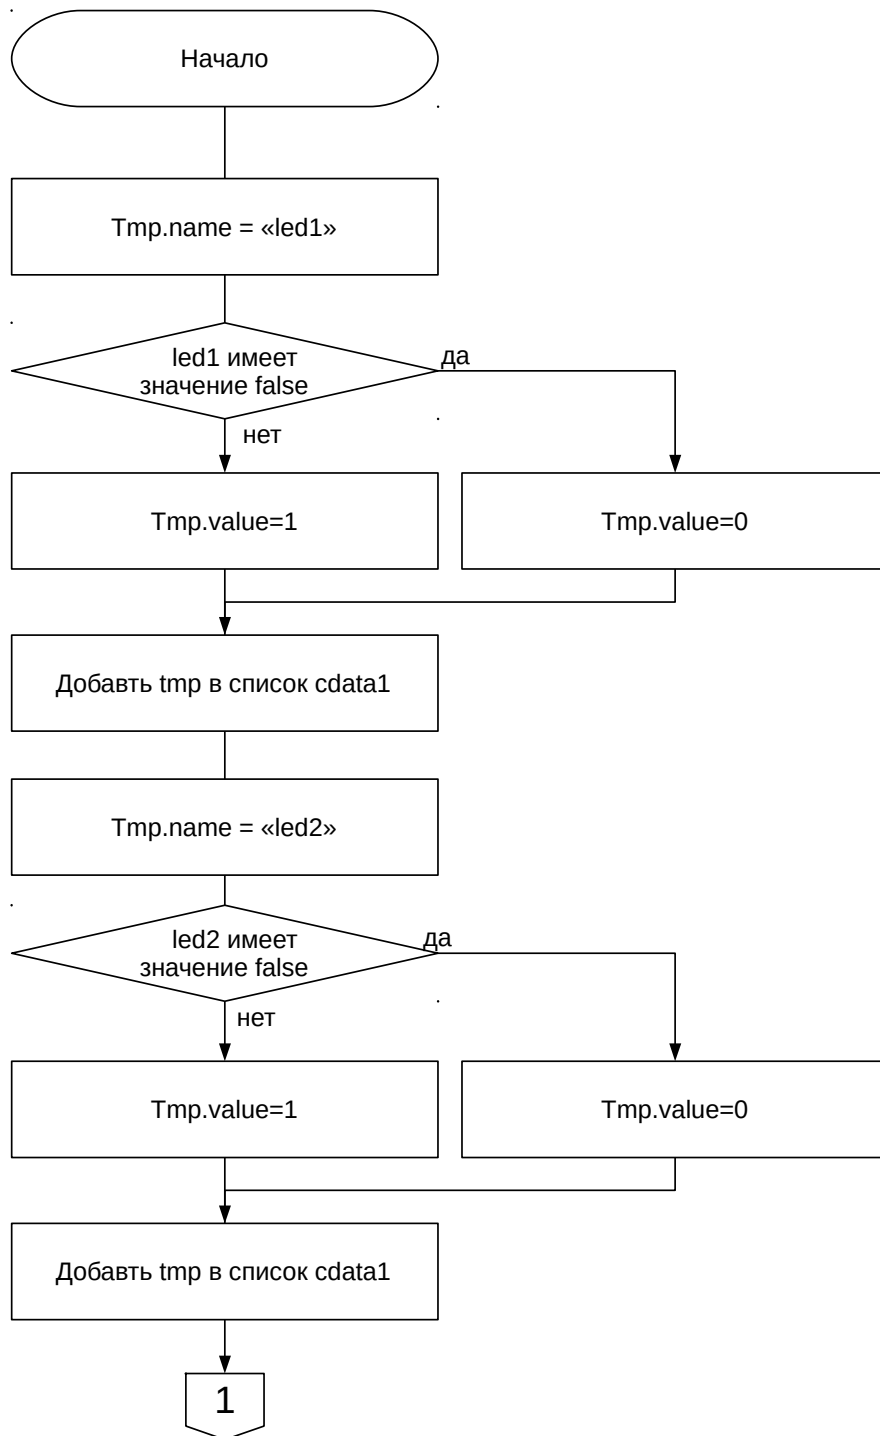 Начало
Tmp.name = «led1»
led1 имеет
значение false
да
нет
Tmp.value=1
Tmp.value=0
Добавть tmp в список cdata1
Tmp.name = «led2»
led2 имеет
значение false
да
нет
Tmp.value=1
Tmp.value=0
Добавть tmp в список cdata1
1